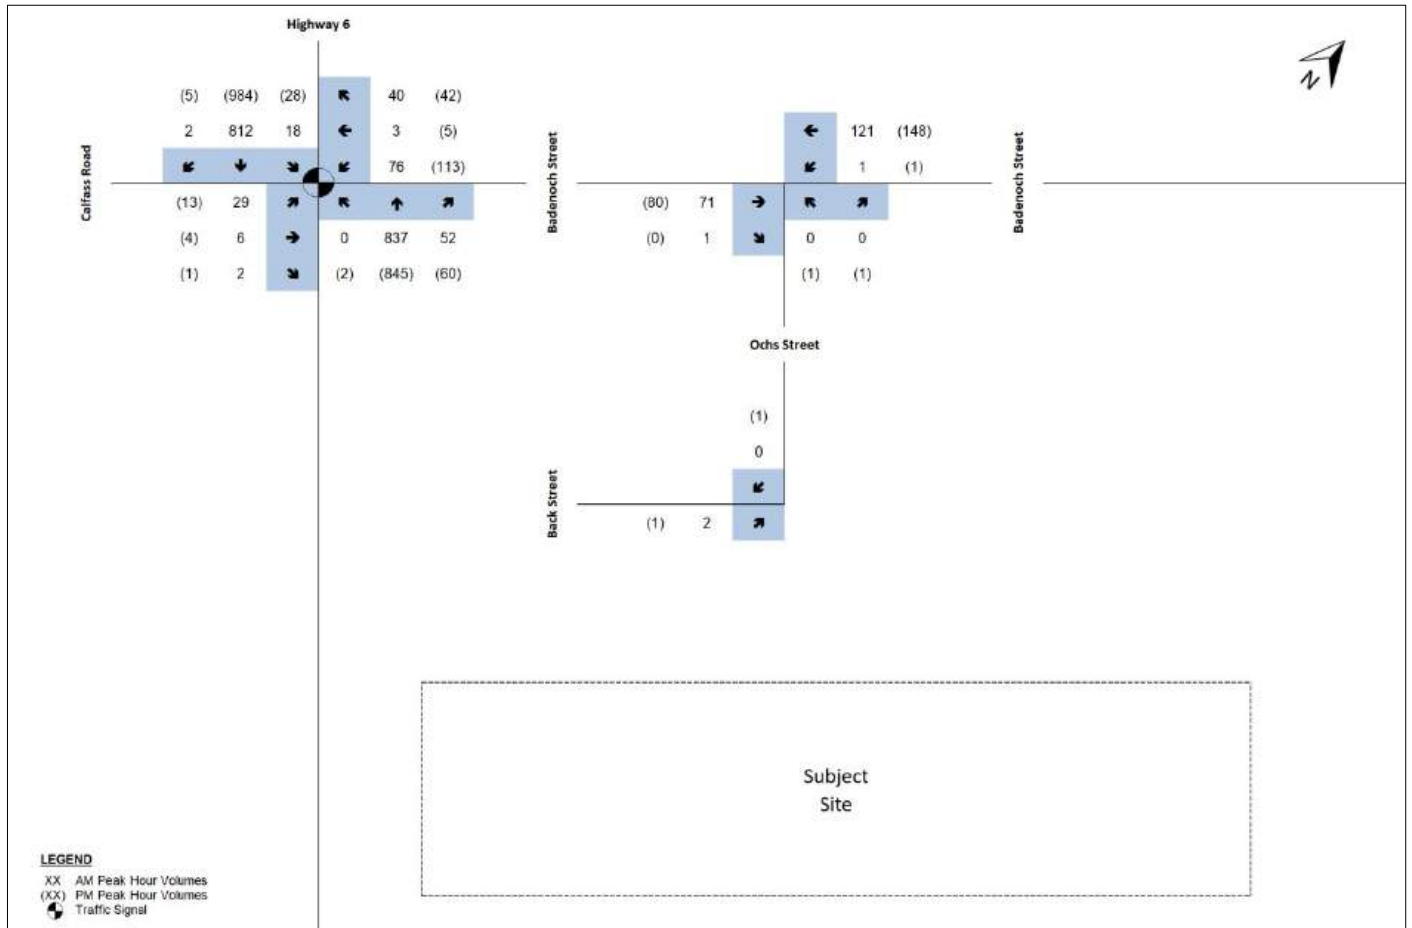 Highway 6
(5) (984) (28) 40 (42)
2 812 18 3 (5)
76 (113)
Calfass Road
(13) 29
(4) 6 0 837 52
(1) 2 (2) (845) (60)
Badenoch Street
121 (148)
1 (1)
(80) 71
(0) 1 0 0
(1) (1)
Badenoch Street
Ochs Street
(1)
0
Back Street
(1) 2
Subject
Site
N
LEGEND
XX AM Peak Hour Volumes
(XX) PM Peak Hour Volumes
Traffic Signal